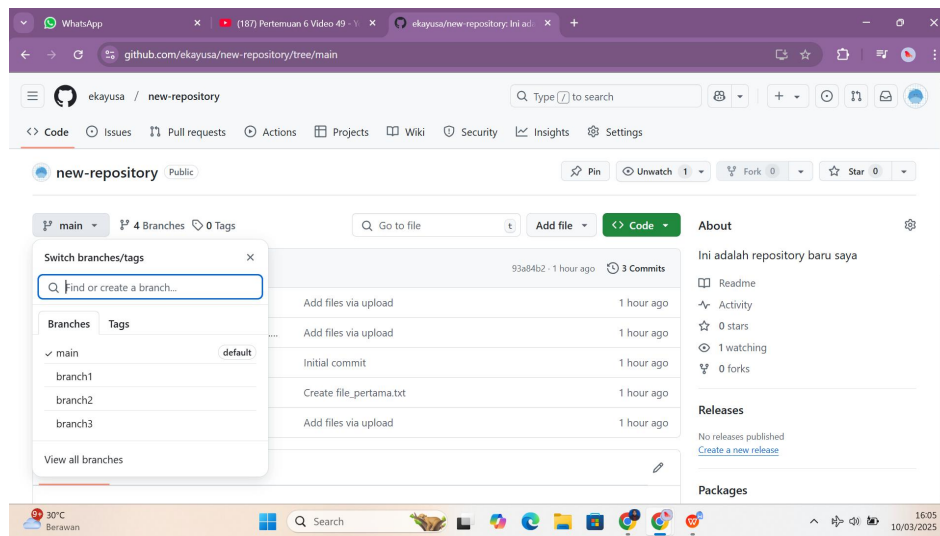 WhatsApp
(187) Pertemuan 6 Video 49 - Y
ekayusa/new-repository: Ini ad
github.com/ekayusa/new-repository/tree/main
ekayusa / new-repository
Type / to search
Code Issues Pull requests Actions Projects Wiki Security Insights Settings
new-repository Public
Pin Unwatch 1 Fork 0 Star 0
main 4 Branches 0 Tags
Go to file t Add file Code
About
Switch branches/tags
Ini adalah repository baru saya
93a84b2 · 1 hour ago 3 Commits
Find or create a branch...
Readme
Add files via upload 1 hour ago
Activity
Branches Tags
0 stars
.... Add files via upload 1 hour ago
1 watching
main default
Initial commit 1 hour ago
0 forks
branch1
Create file_pertama.txt 1 hour ago
branch2
Releases
branch3
Add files via upload 1 hour ago
No releases published
Create a new release
View all branches
Packages
9+
30°C
Berawan
Search
16:05
10/03/2025